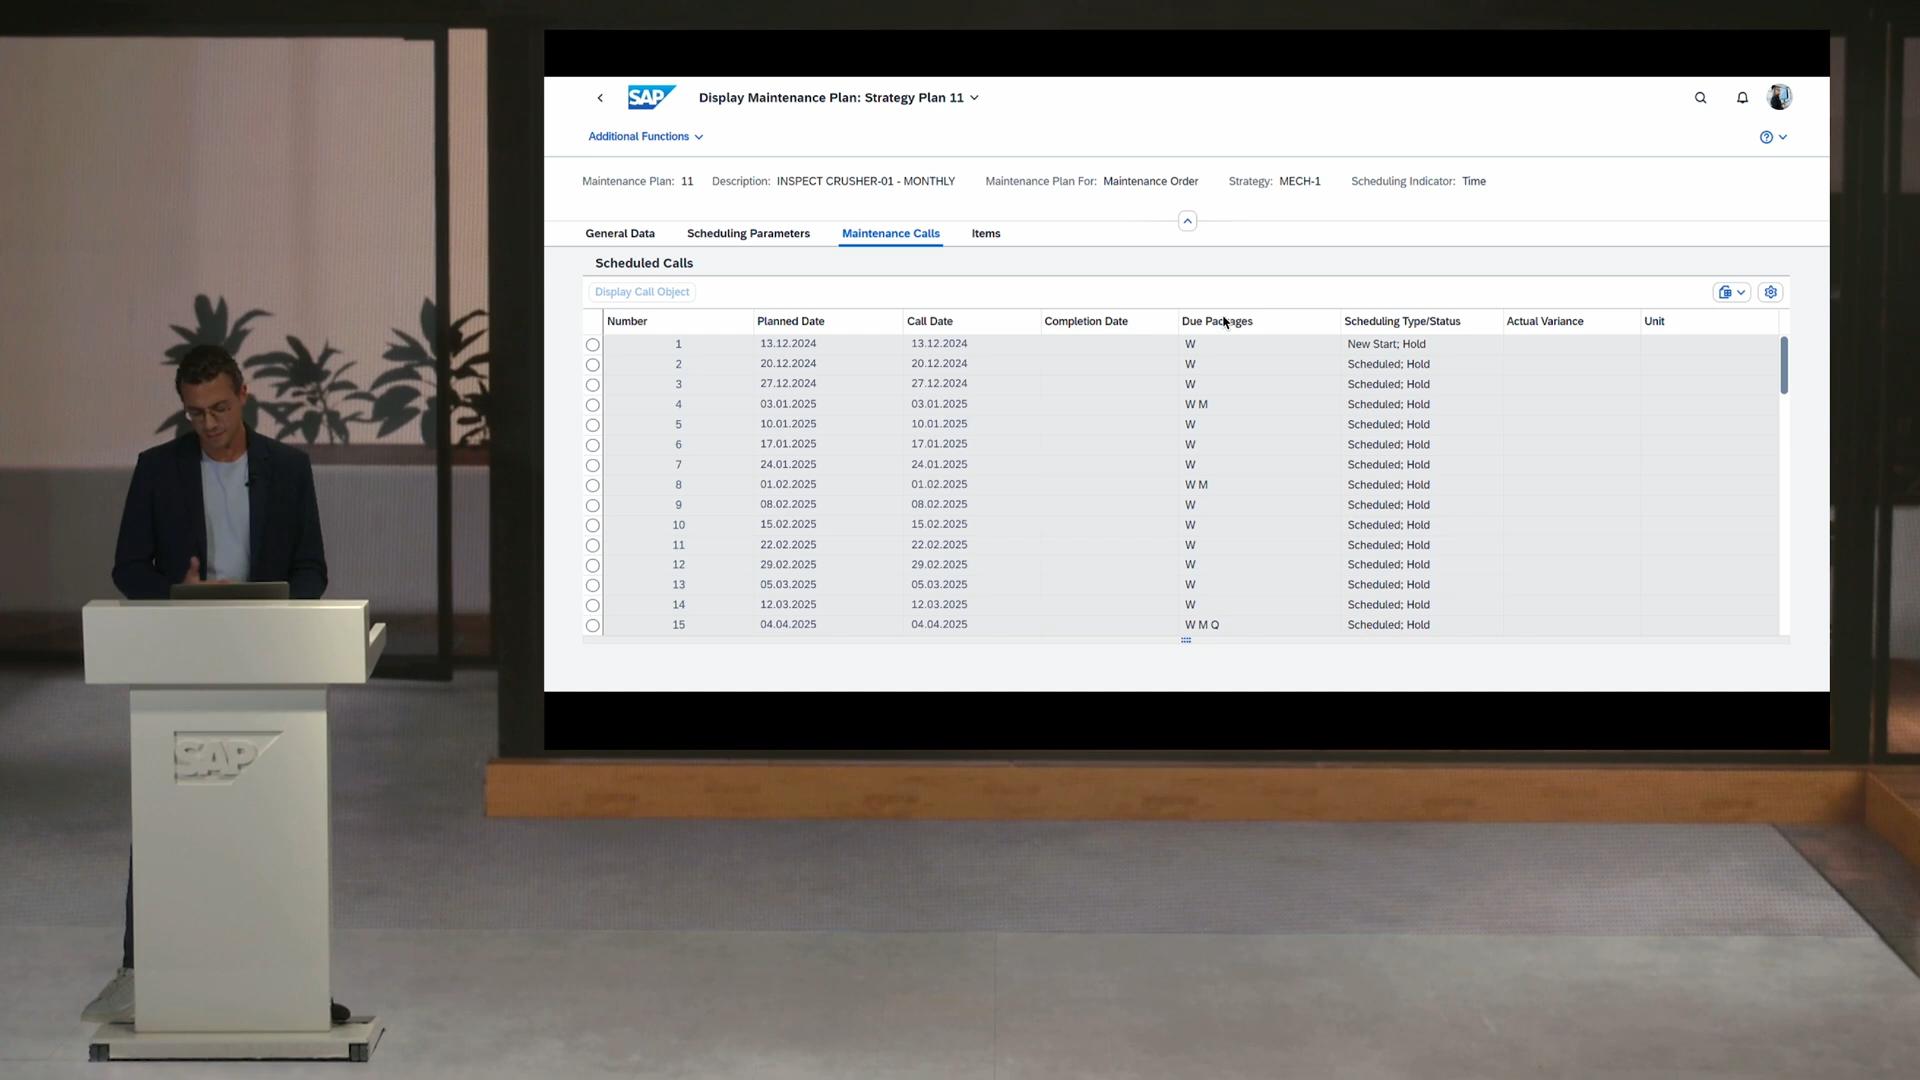 SAP Display Maintenance Plan: Strategy Plan 11
Additional Functions
Maintenance Plan: 11 Description: INSPECT CRUSHER-01 - MONTHLY Maintenance Plan For: Maintenance Order Strategy: MECH-1 Scheduling Indicator: Time
General Data Scheduling Parameters Maintenance Calls Items
Scheduled Calls
Display Call Object
Number Planned Date Call Date Completion Date Due Packages Scheduling Type/Status Actual Variance Unit
1 13.12.2024 13.12.2024 W New Start; Hold
2 20.12.2024 20.12.2024 W Scheduled; Hold
3 27.12.2024 27.12.2024 W Scheduled; Hold
4 03.01.2025 03.01.2025 W M Scheduled; Hold
5 10.01.2025 10.01.2025 W Scheduled; Hold
6 17.01.2025 17.01.2025 W Scheduled; Hold
7 24.01.2025 24.01.2025 W Scheduled; Hold
8 01.02.2025 01.02.2025 W M Scheduled; Hold
9 08.02.2025 08.02.2025 W Scheduled; Hold
10 15.02.2025 15.02.2025 W Scheduled; Hold
11 22.02.2025 22.02.2025 W Scheduled; Hold
12 29.02.2025 29.02.2025 W Scheduled; Hold
13 05.03.2025 05.03.2025 W Scheduled; Hold
14 12.03.2025 12.03.2025 W Scheduled; Hold
15 04.04.2025 04.04.2025 W M Q Scheduled; Hold
SAP